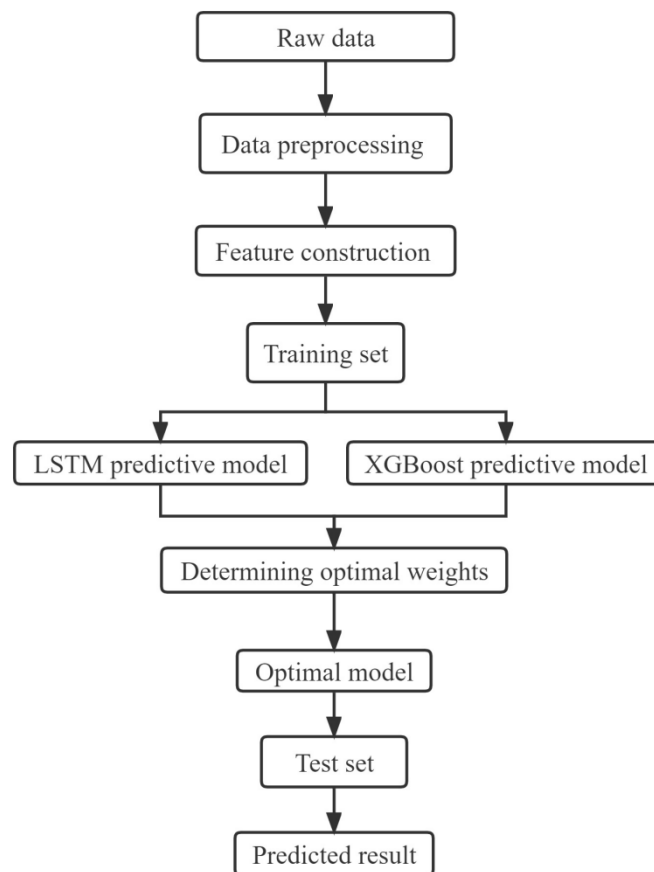 Raw data
Data preprocessing
Feature construction
Training set
LSTM predictive model
XGBoost predictive model
Determining optimal weights
Optimal model
Test set
Predicted result